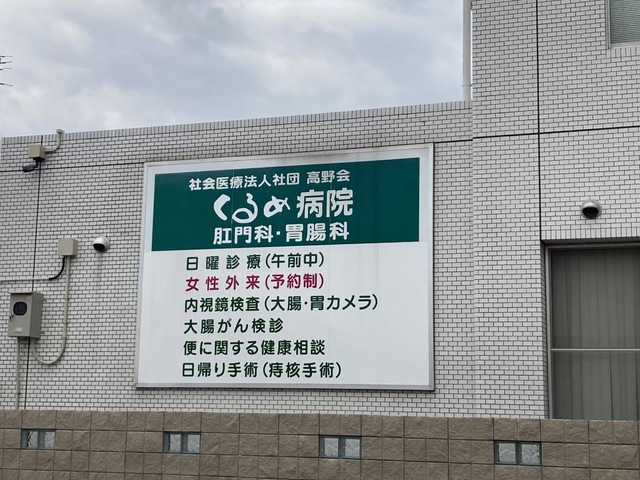 社会医療法人社団 高野会
くるめ病院
肛門科・胃腸科
日曜診療(午前中)
女性外来(予約制)
内視鏡検査(大腸・胃カメラ)
大腸がん検診
便に関する健康相談
日帰り手術(痔核手術)